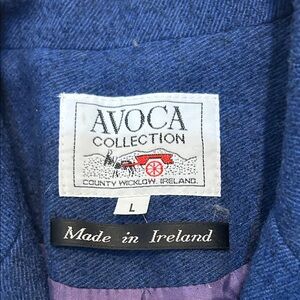 AVOCA
COLLECTION
COUNTY WICKLOW. IRELAND.
L
Made in Ireland